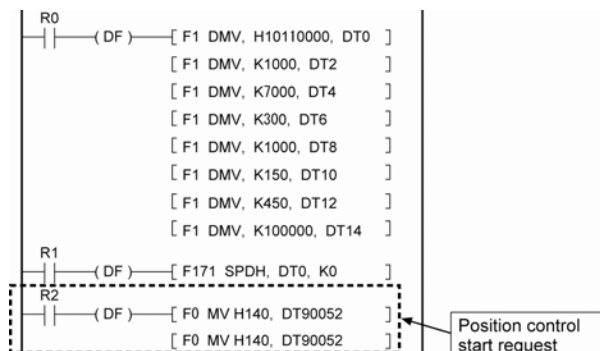 R0
( DF ) [ F1 DMV, H10110000, DT0 ]
[ F1 DMV, K1000, DT2 ]
[ F1 DMV, K7000, DT4 ]
[ F1 DMV, K300, DT6 ]
[ F1 DMV, K1000, DT8 ]
[ F1 DMV, K150, DT10 ]
[ F1 DMV, K450, DT12 ]
[ F1 DMV, K100000, DT14 ]
R1
( DF ) [ F171 SPDH, DT0, K0 ]
R2
( DF ) [ F0 MV H140, DT90052 ]
[ F0 MV H140, DT90052 ]
Position control
start request